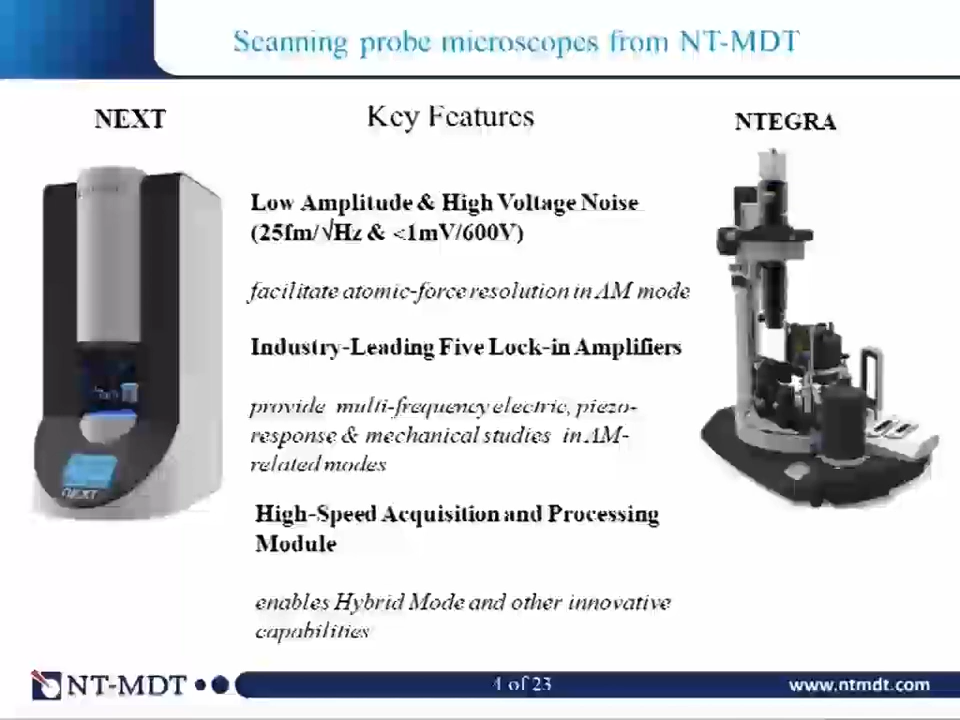 Scanning probe microscopes from NT-MDT
NEXT
Key Features
NTEGRA
Low Amplitude & High Voltage Noise
(25fm/√Hz & <1mV/600V)
facilitate atomic-force resolution in AM mode
Industry-Leading Five Lock-in Amplifiers
provide multi-frequency electric, piezo-
response & mechanical studies in AM-
related modes
High-Speed Acquisition and Processing
Module
enables Hybrid Mode and other innovative
capabilities
NEXT
NT-MDT
4 of 23
www.ntmdt.com